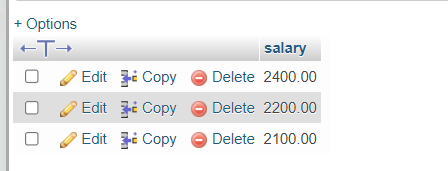 + Options
←T→ salary
Edit Copy Delete 2400.00
Edit Copy Delete 2200.00
Edit Copy Delete 2100.00